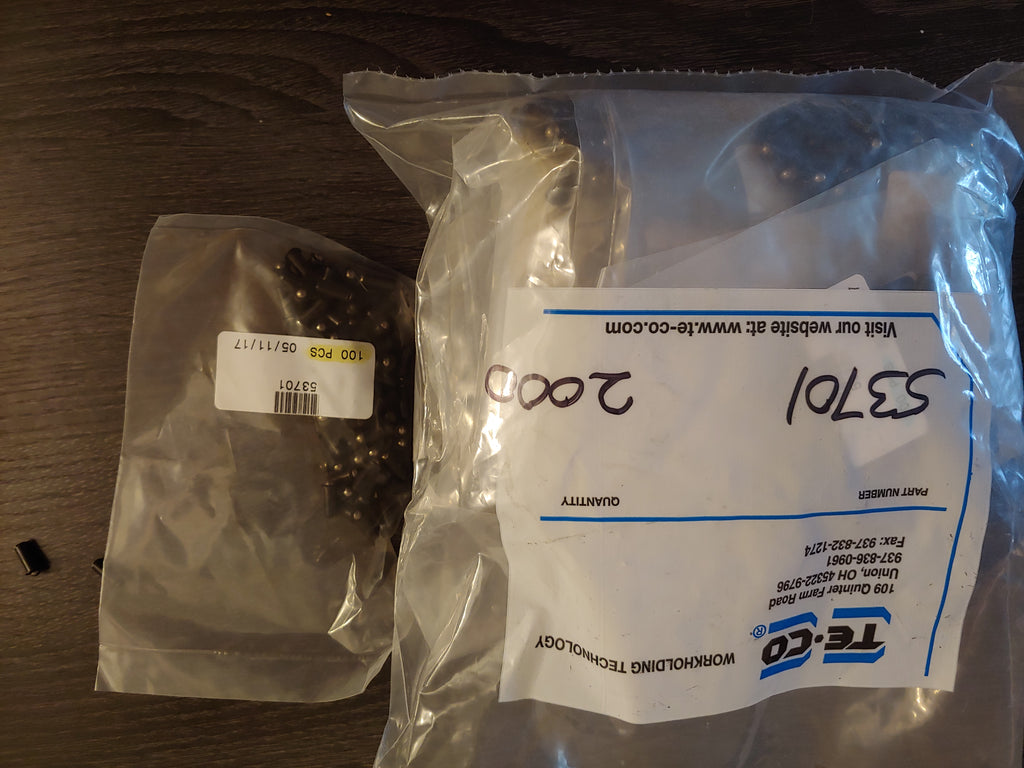 TE•CO®
WORKHOLDING TECHNOLOGY
109 Quinter Farm Road
Union, OH 45322-9796
937-836-0961
Fax: 937-832-1274
PART NUMBER QUANTITY
53701 2000
Visit our website at: www.te-co.com
53701
100 PCS 05/11/17